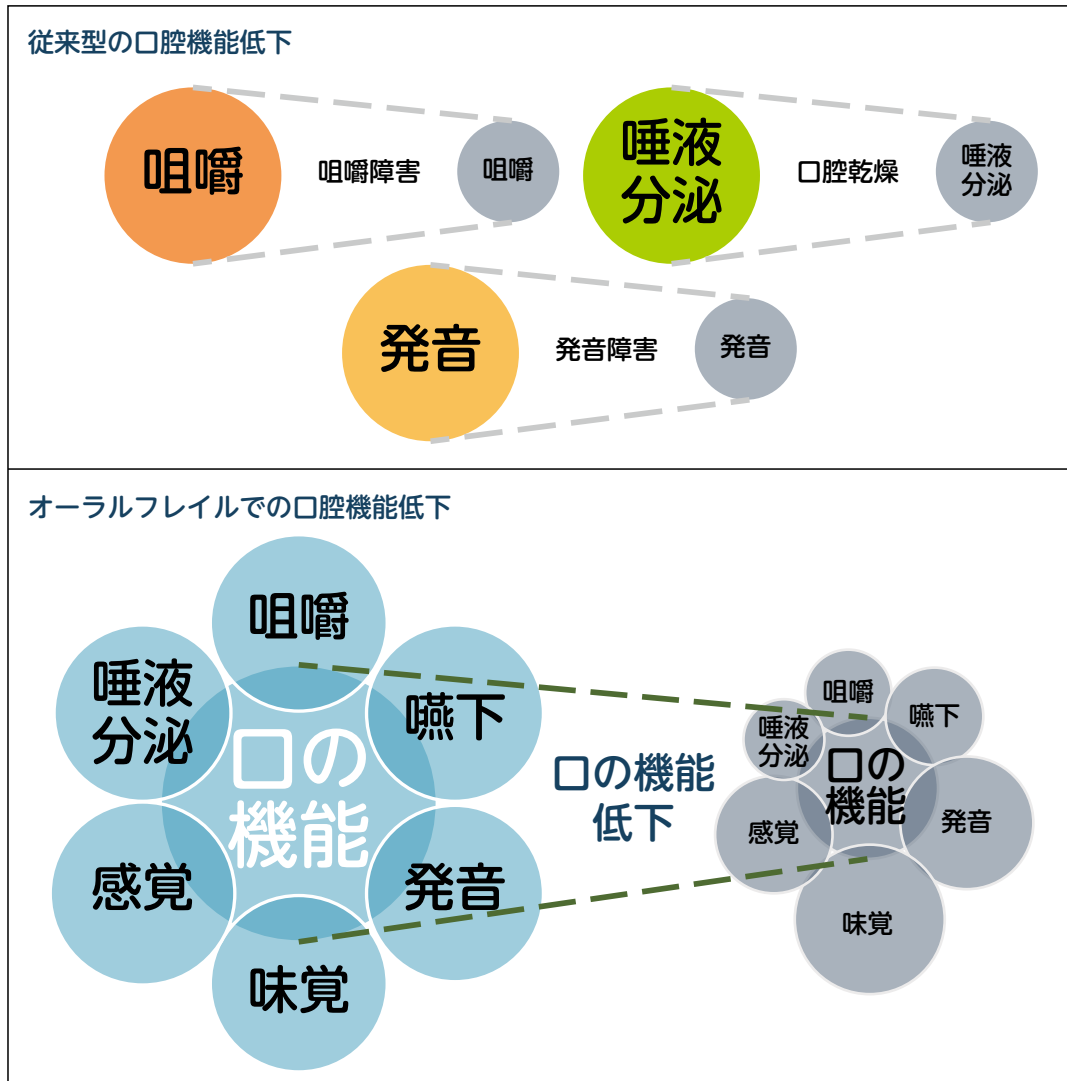 従来型の口腔機能低下
咀嚼
咀嚼障害
咀嚼
唾液
分泌
口腔乾燥
唾液
分泌
発音
発音障害
発音
オーラルフレイルでの口腔機能低下
咀嚼
唾液
分泌
嚥下
口の
機能
感覚
発音
味覚
口の機能
低下
咀嚼
唾液
分泌
嚥下
口の
機能
感覚
発音
味覚